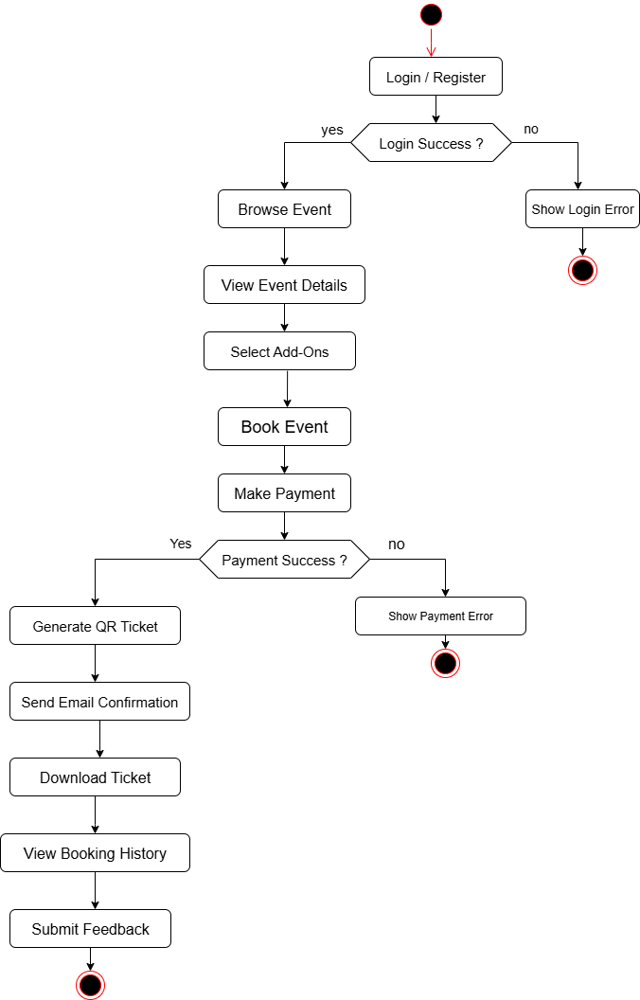 Login / Register
yes
Login Success ?
no
Browse Event
Show Login Error
View Event Details
Select Add-Ons
Book Event
Make Payment
Yes
Payment Success ?
no
Generate QR Ticket
Show Payment Error
Send Email Confirmation
Download Ticket
View Booking History
Submit Feedback